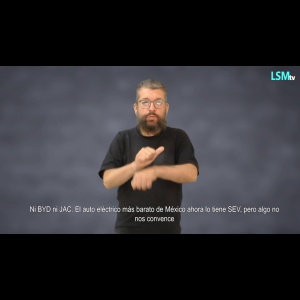 LSMtv
Ni BYD ni JAC. El auto eléctrico más barato de México ahora lo tiene SEV, pero algo no
nos convence